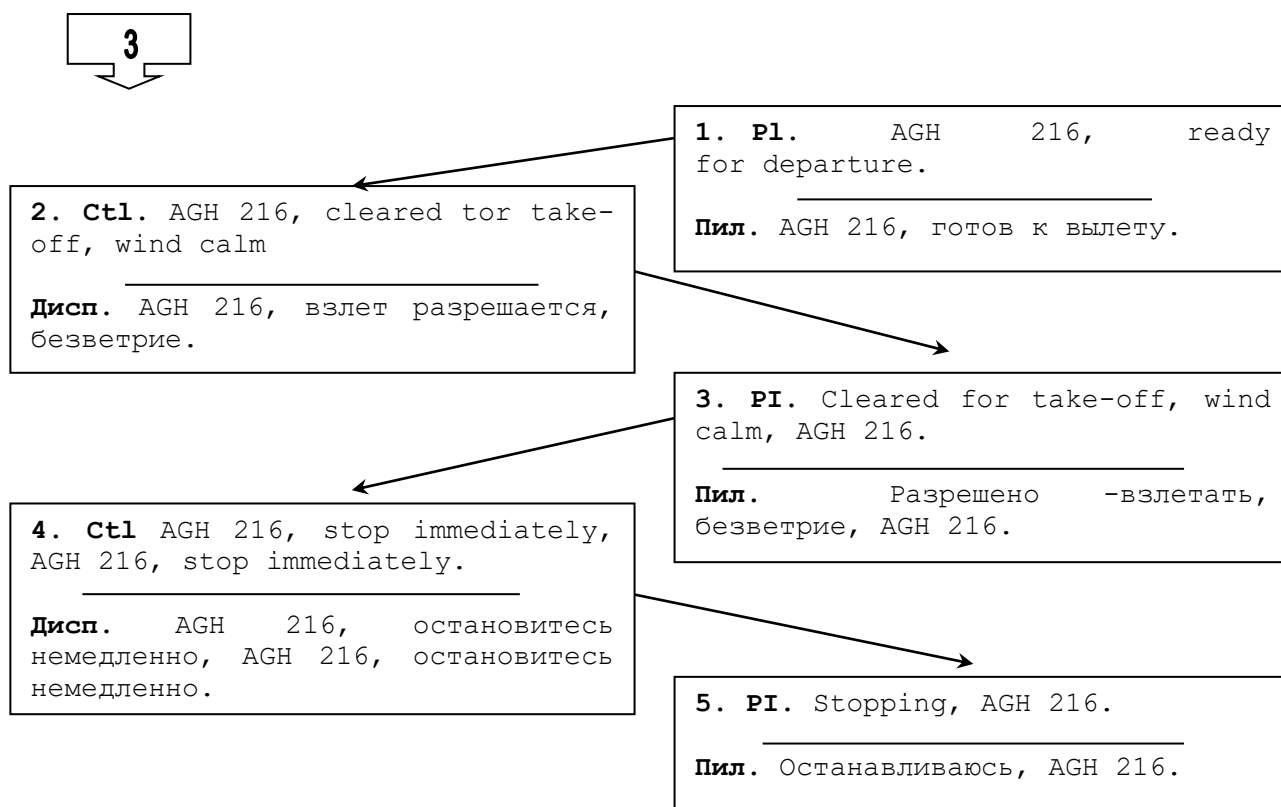 3
1. Pl. AGH 216, ready
for departure.
Пил. AGH 216, готов к вылету.
2. Ctl. AGH 216, cleared tor take-
off, wind calm
Дисп. AGH 216, взлет разрешается,
безветрие.
3. PI. Cleared for take-off, wind
calm, AGH 216.
Пил. Разрешено -взлетать,
безветрие, AGH 216.
4. Ctl AGH 216, stop immediately,
AGH 216, stop immediately.
Дисп. AGH 216, остановитесь
немедленно, AGH 216, остановитесь
немедленно.
5. PI. Stopping, AGH 216.
Пил. Останавливаюсь, AGH 216.